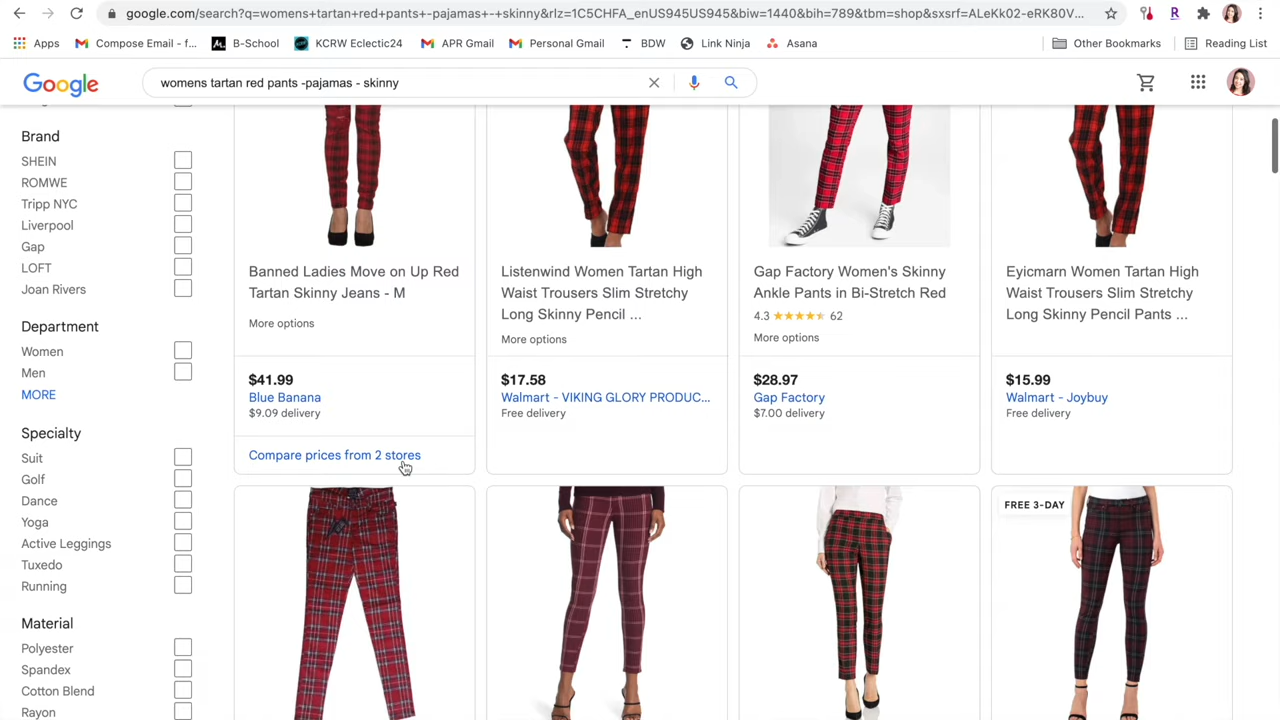 google.com/search?q=womens+tartan+red+pants+-pajamas+-+skinny&rlz=1C5CHFA_enUS945US945&biw=1440&bih=789&tbm=shop&sxsrf=ALeKk02-eRK80V...
Apps
Compose Email - f...
B-School
KCRW Eclectic24
APR Gmail
Personal Gmail
BDW
Link Ninja
Asana
Other Bookmarks
Reading List
Google
womens tartan red pants -pajamas - skinny
Brand
SHEIN
ROMWE
Tripp NYC
Liverpool
Gap
LOFT
Joan Rivers
Department
Women
Men
MORE
Specialty
Suit
Golf
Dance
Yoga
Active Leggings
Tuxedo
Running
Material
Polyester
Spandex
Cotton Blend
Rayon
Banned Ladies Move on Up Red
Tartan Skinny Jeans - M
More options
$41.99
Blue Banana
$9.09 delivery
Compare prices from 2 stores
Listenwind Women Tartan High
Waist Trousers Slim Stretchy
Long Skinny Pencil ...
More options
$17.58
Walmart - VIKING GLORY PRODUC...
Free delivery
Gap Factory Women's Skinny
Ankle Pants in Bi-Stretch Red
4.3 ★★★★★ 62
More options
$28.97
Gap Factory
$7.00 delivery
Eyicmarn Women Tartan High
Waist Trousers Slim Stretchy
Long Skinny Pencil Pants ...
$15.99
Walmart - Joybuy
Free delivery
FREE 3-DAY